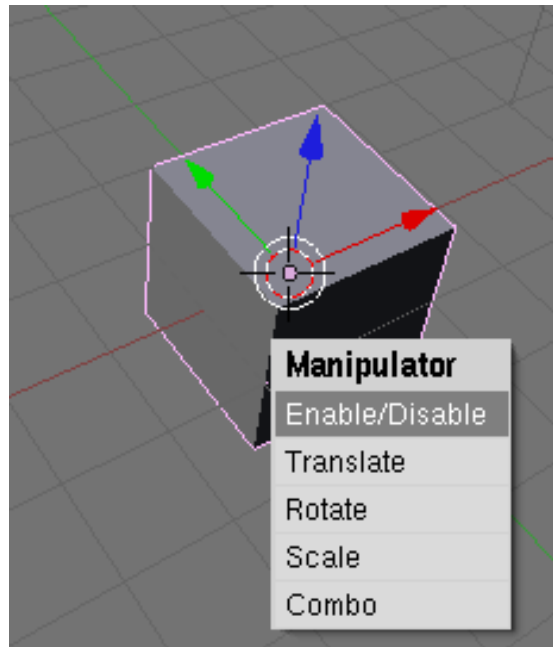 Manipulator
Enable/Disable
Translate
Rotate
Scale
Combo